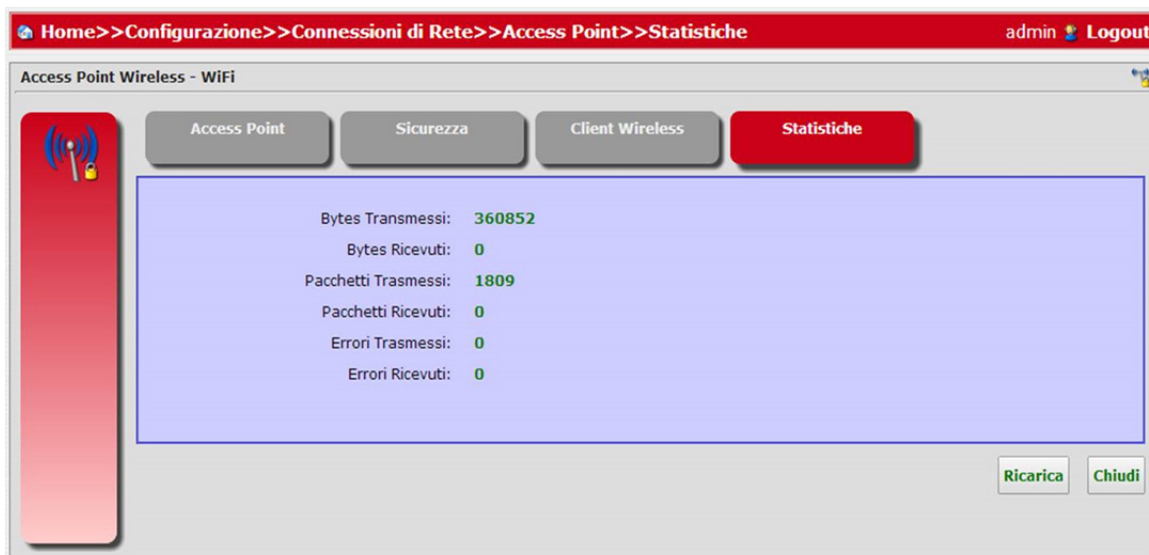 Home>>Configurazione>>Connessioni di Rete>>Access Point>>Statistiche admin Logout
Access Point Wireless - WiFi
Access Point Sicurezza Client Wireless Statistiche
Bytes Transmessi: 360852
Bytes Ricevuti: 0
Pacchetti Trasmessi: 1809
Pacchetti Ricevuti: 0
Errori Trasmessi: 0
Errori Ricevuti: 0
Ricarica Chiudi